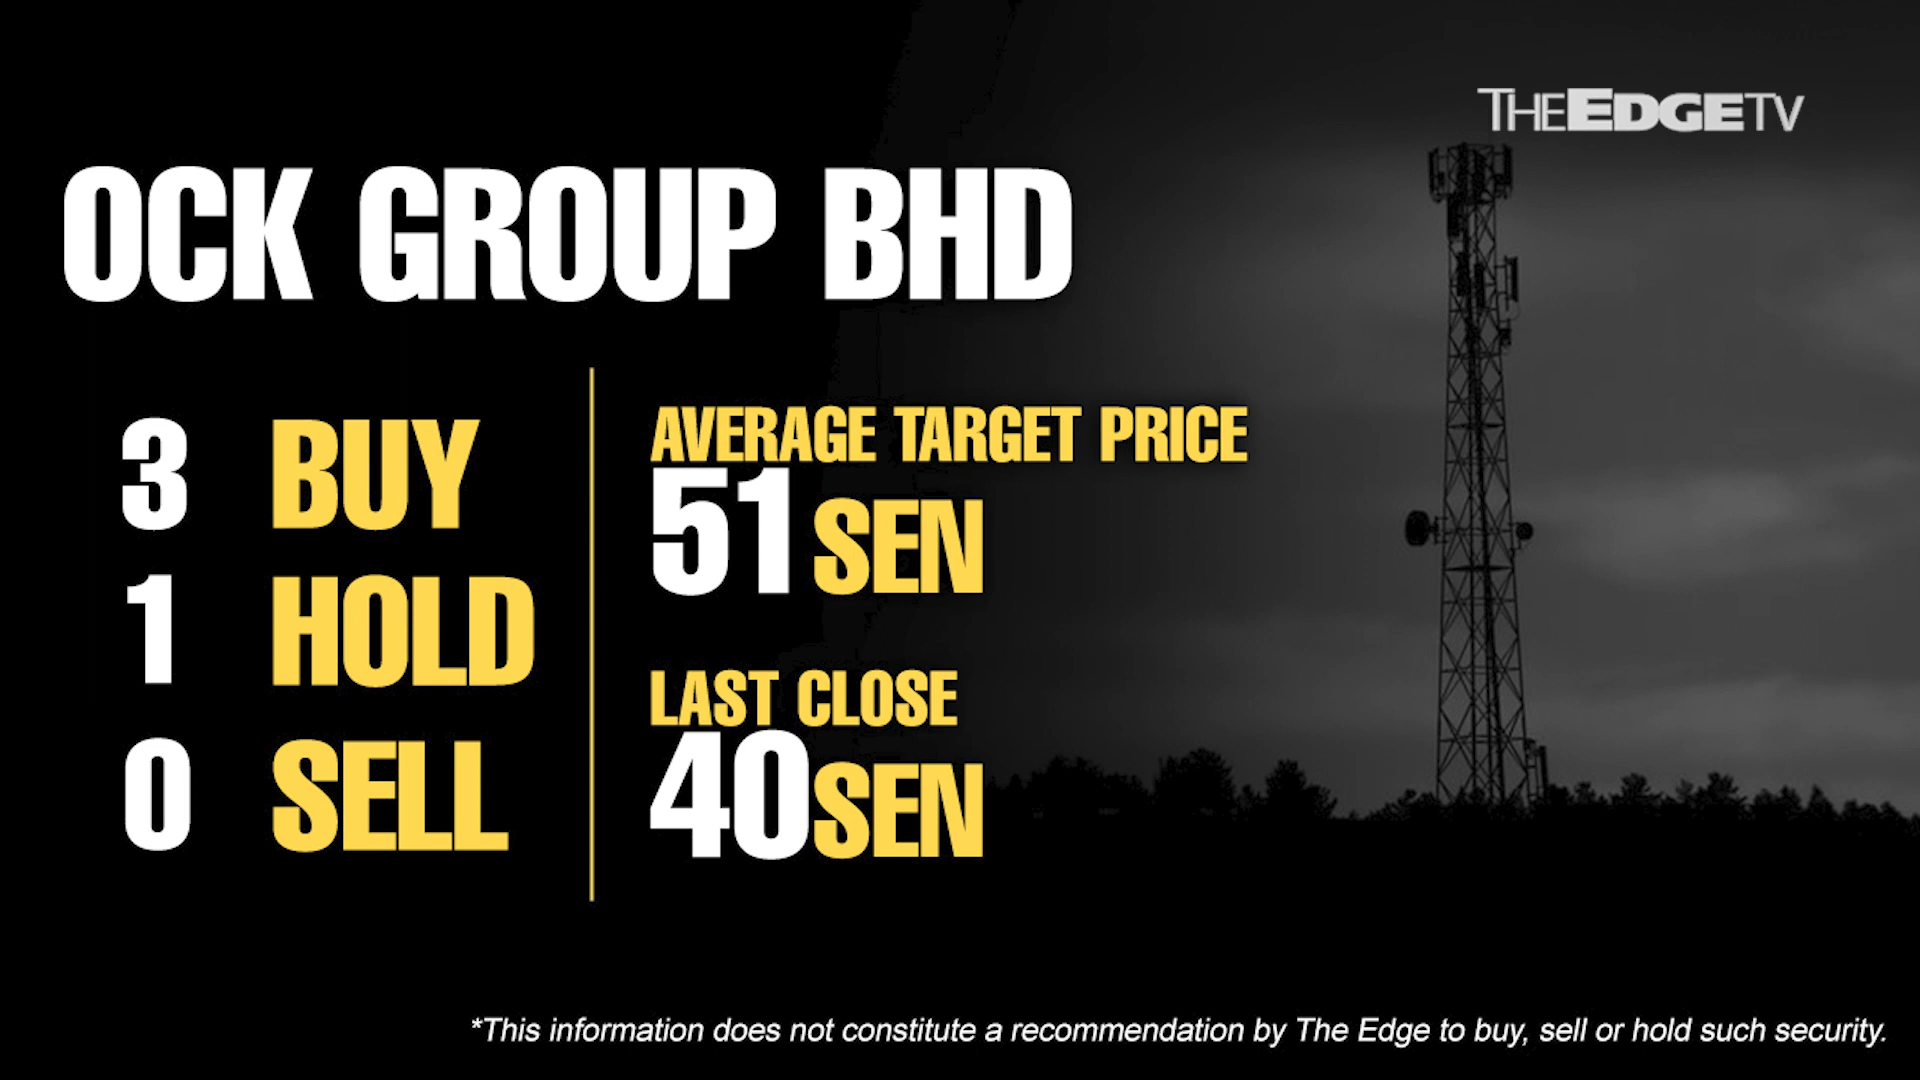 THEEDGETV
OCK GROUP BHD
3 BUY
1 HOLD
0 SELL
AVERAGE TARGET PRICE
51 SEN
LAST CLOSE
40 SEN
*This information does not constitute a recommendation by The Edge to buy, sell or hold such security.